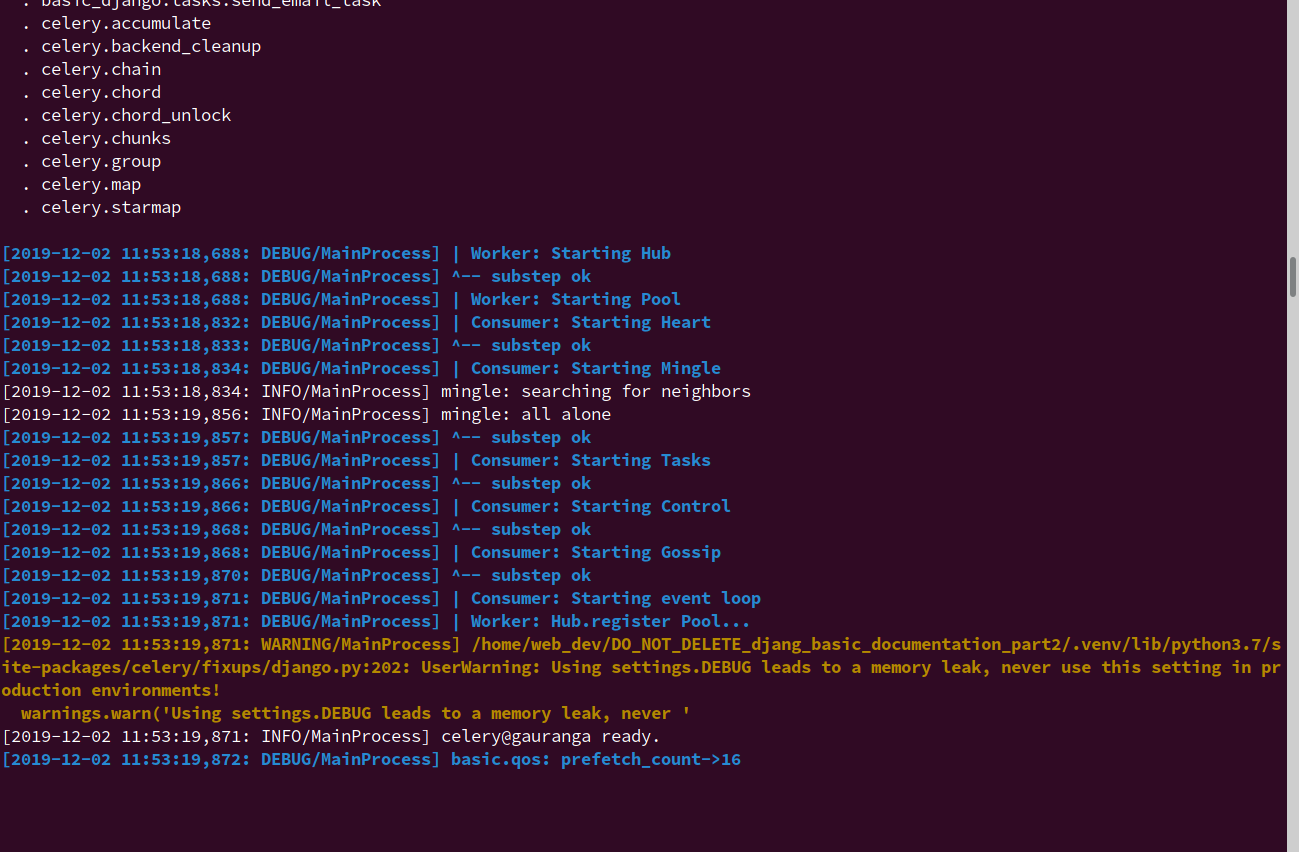 . basic_django.tasks.send_email_task
. celery.accumulate
. celery.backend_cleanup
. celery.chain
. celery.chord
. celery.chord_unlock
. celery.chunks
. celery.group
. celery.map
. celery.starmap
[2019-12-02 11:53:18,688: DEBUG/MainProcess] | Worker: Starting Hub
[2019-12-02 11:53:18,688: DEBUG/MainProcess] ^-- substep ok
[2019-12-02 11:53:18,688: DEBUG/MainProcess] | Worker: Starting Pool
[2019-12-02 11:53:18,832: DEBUG/MainProcess] | Consumer: Starting Heart
[2019-12-02 11:53:18,833: DEBUG/MainProcess] ^-- substep ok
[2019-12-02 11:53:18,834: DEBUG/MainProcess] | Consumer: Starting Mingle
[2019-12-02 11:53:18,834: INFO/MainProcess] mingle: searching for neighbors
[2019-12-02 11:53:19,856: INFO/MainProcess] mingle: all alone
[2019-12-02 11:53:19,857: DEBUG/MainProcess] ^-- substep ok
[2019-12-02 11:53:19,857: DEBUG/MainProcess] | Consumer: Starting Tasks
[2019-12-02 11:53:19,866: DEBUG/MainProcess] ^-- substep ok
[2019-12-02 11:53:19,866: DEBUG/MainProcess] | Consumer: Starting Control
[2019-12-02 11:53:19,868: DEBUG/MainProcess] ^-- substep ok
[2019-12-02 11:53:19,868: DEBUG/MainProcess] | Consumer: Starting Gossip
[2019-12-02 11:53:19,870: DEBUG/MainProcess] ^-- substep ok
[2019-12-02 11:53:19,871: DEBUG/MainProcess] | Consumer: Starting event loop
[2019-12-02 11:53:19,871: DEBUG/MainProcess] | Worker: Hub.register Pool...
[2019-12-02 11:53:19,871: WARNING/MainProcess] /home/web_dev/DO_NOT_DELETE_djang_basic_documentation_part2/.venv/lib/python3.7/s
ite-packages/celery/fixups/django.py:202: UserWarning: Using settings.DEBUG leads to a memory leak, never use this setting in pr
oduction environments!
warnings.warn('Using settings.DEBUG leads to a memory leak, never '
[2019-12-02 11:53:19,871: INFO/MainProcess] celery@gauranga ready.
[2019-12-02 11:53:19,872: DEBUG/MainProcess] basic.qos: prefetch_count->16